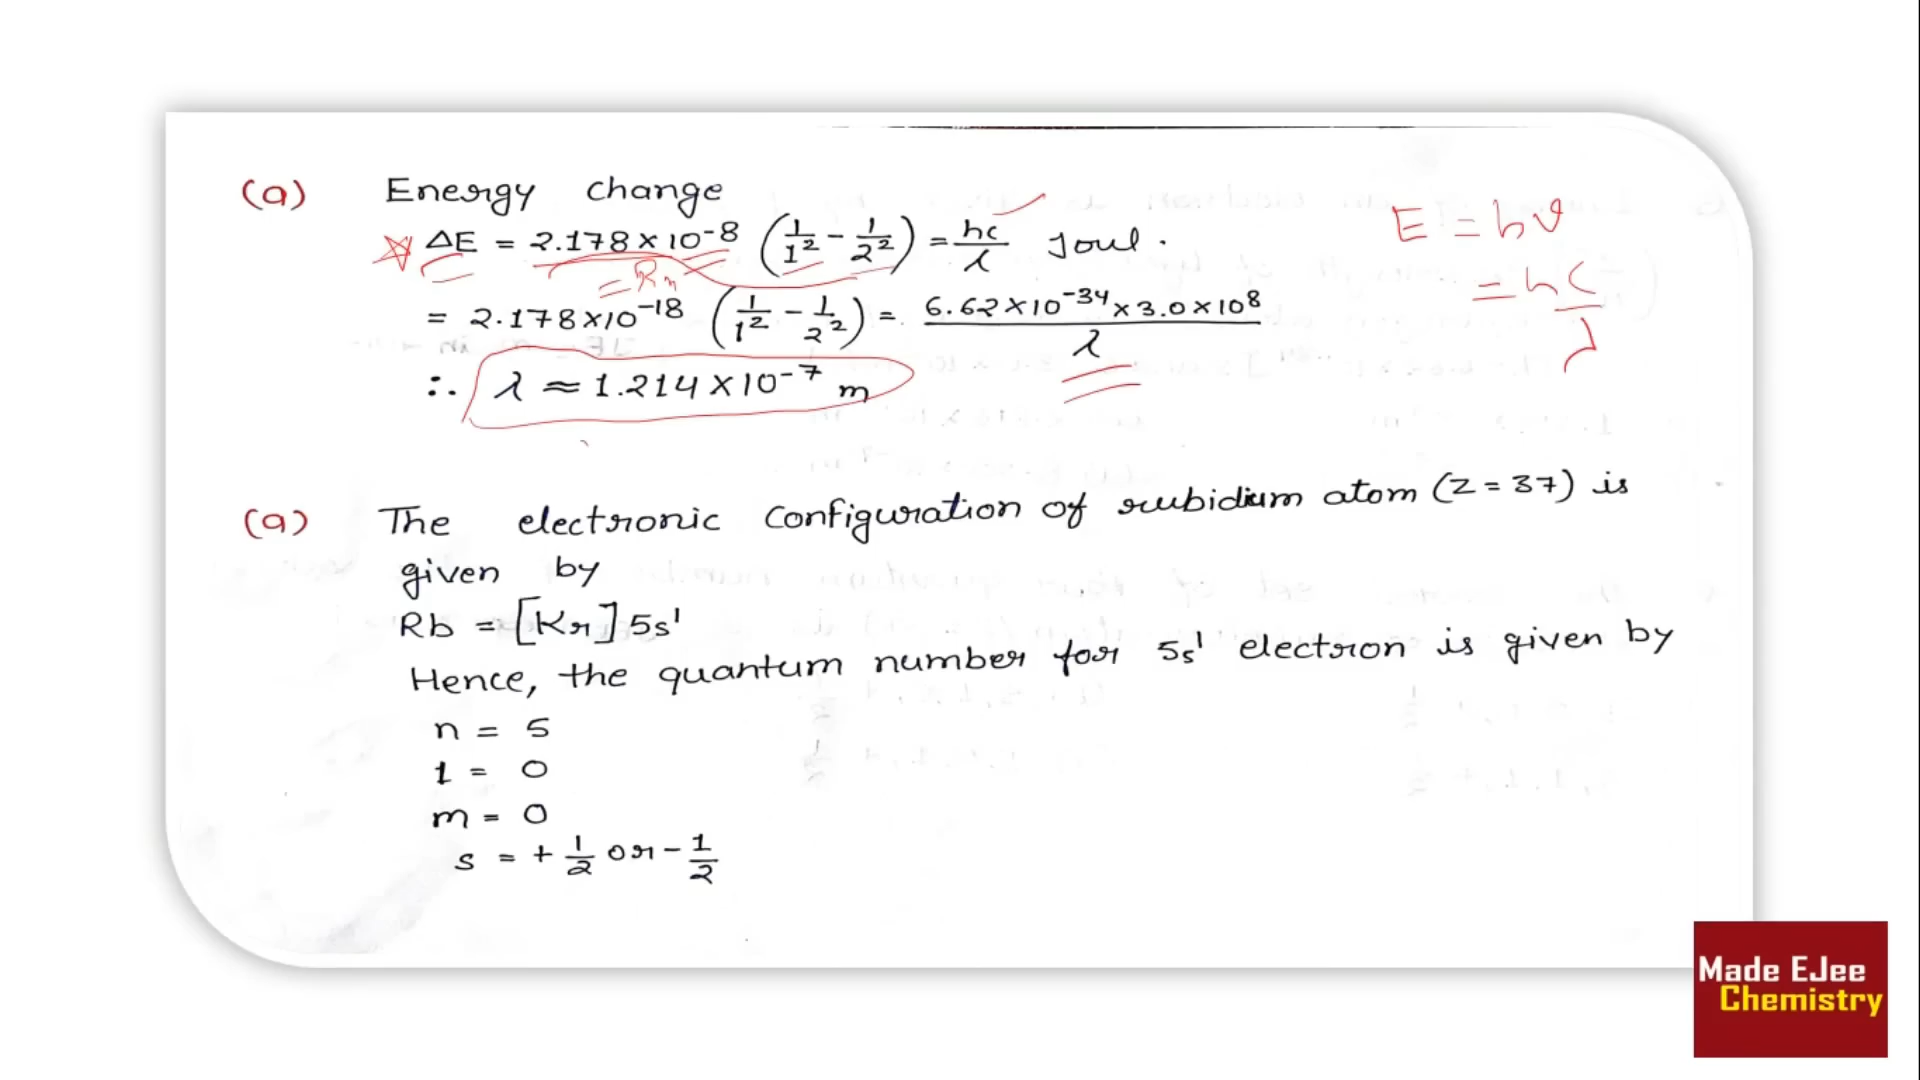 (a) Energy change
ΔE = 2.178 × 10⁻⁸ (1/1² − 1/2²) = hc/λ Joul.
= Rₙ
= 2.178×10⁻¹⁸ (1/1² − 1/2²) = 6.62×10⁻³⁴ × 3.0×10⁸ / λ
∴ λ ≈ 1.214 × 10⁻⁷ m
E = hν
= hc/λ
(a) The electronic configuration of rubidium atom (Z = 37) is
given by
Rb = [Kr] 5s¹
Hence, the quantum number for 5s¹ electron is given by
n = 5
l = 0
m = 0
s = + 1/2 or − 1/2
Made EJee
Chemistry